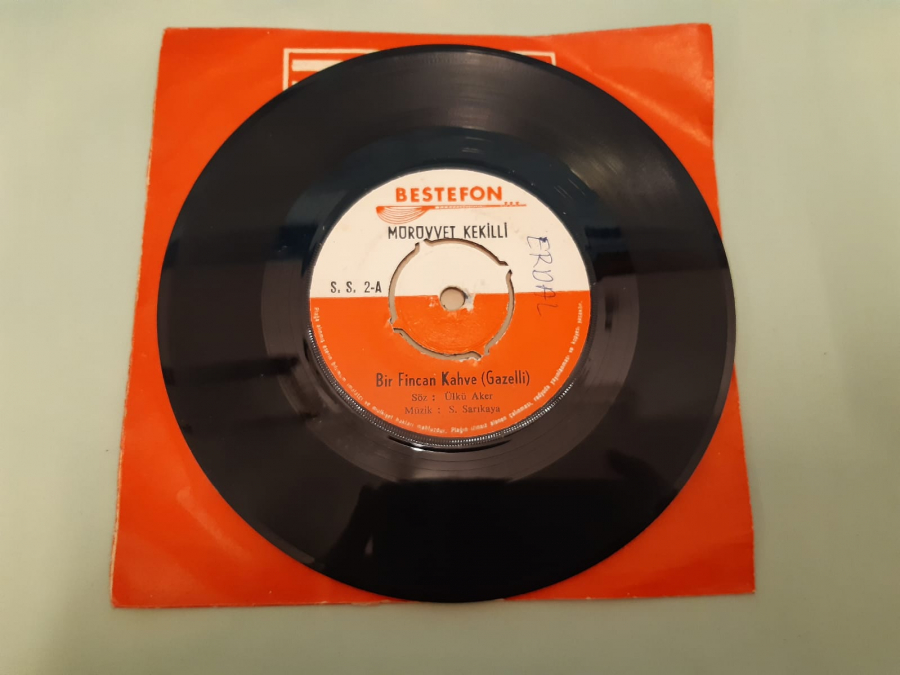 BESTEFON
MÜRÜVVET KEKİLLİ
ERDAL
S. S. 2-A
Bir Fincan Kahve (Gazelli)
Söz : Ülkü Aker
Müzik : S. Sarıkaya